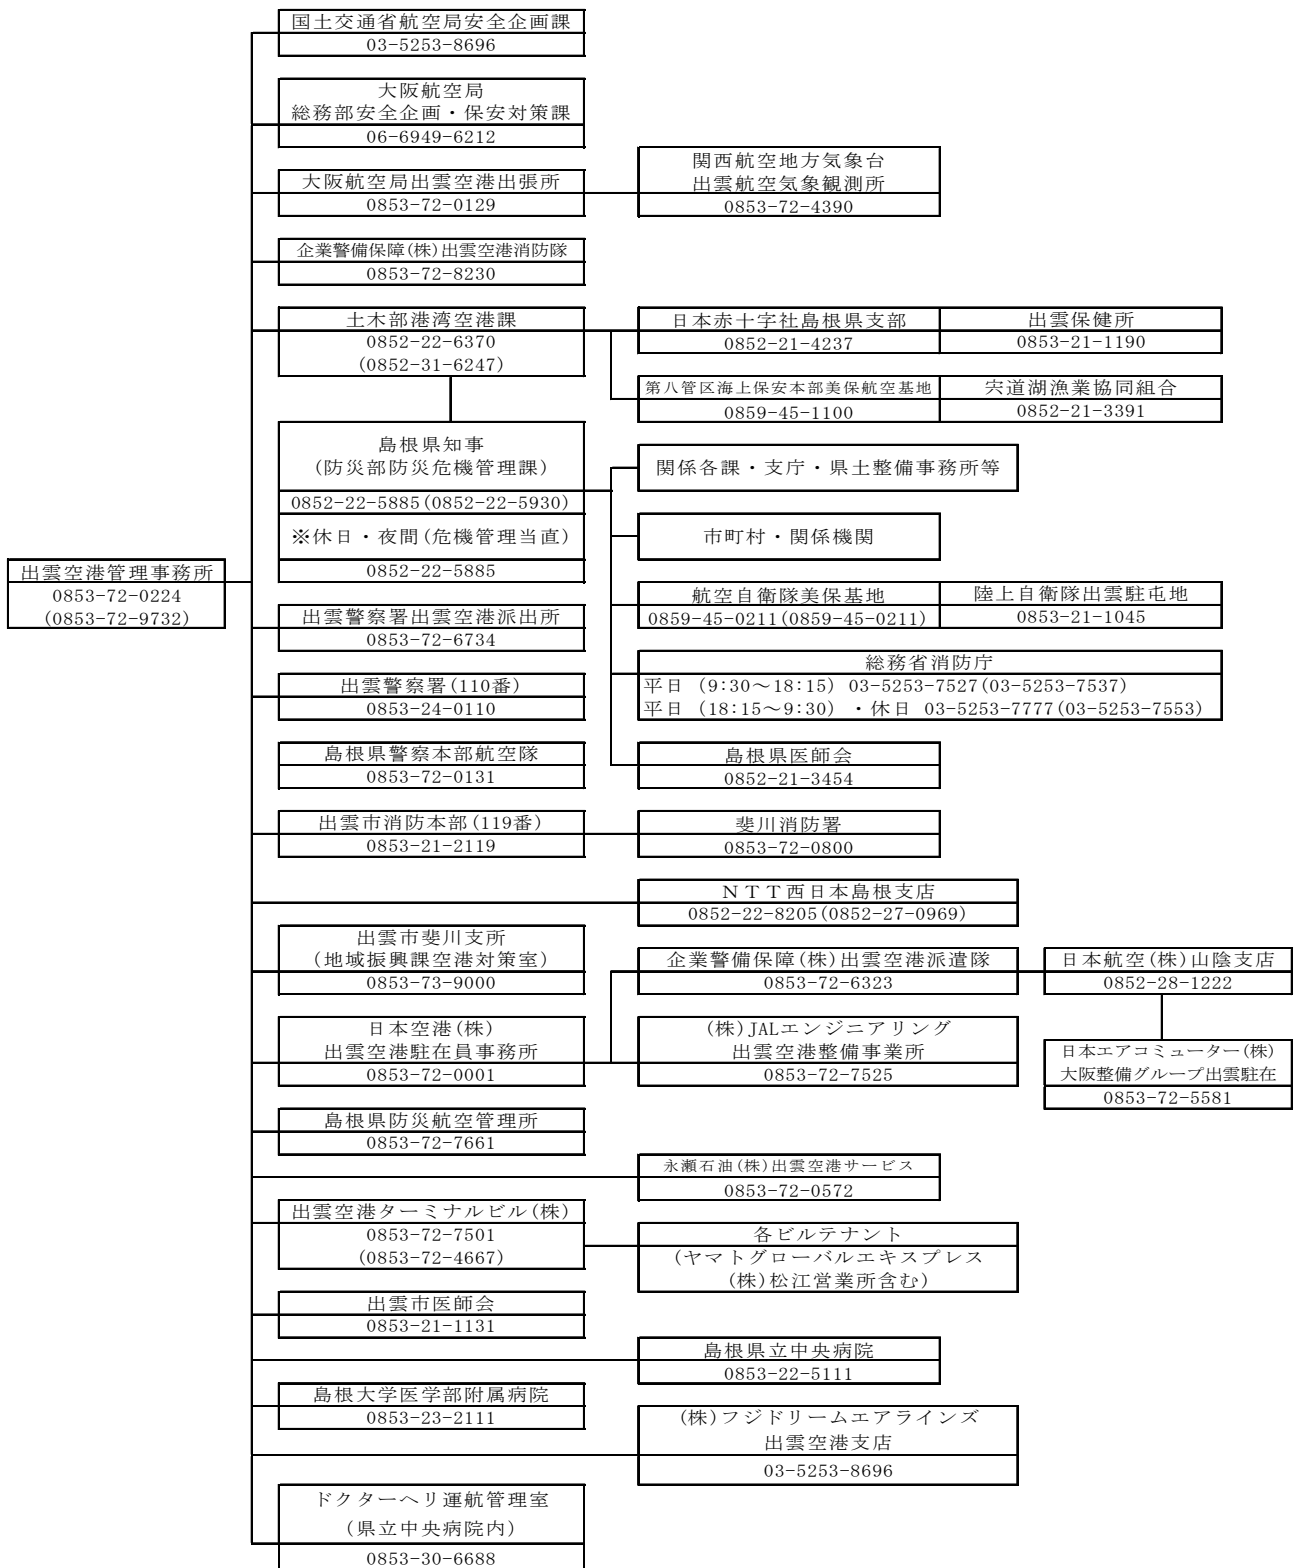 国土交通省航空局安全企画課
03-5253-8696
大阪航空局
総務部安全企画・保安対策課
06-6949-6212
大阪航空局出雲空港出張所
0853-72-0129
関西航空地方気象台
出雲航空気象観測所
0853-72-4390
企業警備保障(株)出雲空港消防隊
0853-72-8230
土木部港湾空港課
0852-22-6370
(0852-31-6247)
日本赤十字社島根県支部
0852-21-4237
出雲保健所
0853-21-1190
第八管区海上保安本部美保航空基地
0859-45-1100
宍道湖漁業協同組合
0852-21-3391
島根県知事
(防災部防災危機管理課)
0852-22-5885(0852-22-5930)
※休日・夜間(危機管理当直)
0852-22-5885
関係各課・支庁・県土整備事務所等
市町村・関係機関
出雲空港管理事務所
0853-72-0224
(0853-72-9732)
航空自衛隊美保基地
0859-45-0211(0859-45-0211)
陸上自衛隊出雲駐屯地
0853-21-1045
出雲警察署出雲空港派出所
0853-72-6734
総務省消防庁
平日 (9:30～18:15) 03-5253-7527(03-5253-7537)
平日 (18:15～9:30) ・休日 03-5253-7777(03-5253-7553)
出雲警察署(110番)
0853-24-0110
島根県警察本部航空隊
0853-72-0131
島根県医師会
0852-21-3454
出雲市消防本部(119番)
0853-21-2119
斐川消防署
0853-72-0800
ＮＴＴ西日本島根支店
0852-22-8205(0852-27-0969)
出雲市斐川支所
(地域振興課空港対策室)
0853-73-9000
企業警備保障(株)出雲空港派遣隊
0853-72-6323
日本航空(株)山陰支店
0852-28-1222
日本空港(株)
出雲空港駐在員事務所
0853-72-0001
(株)JALエンジニアリング
出雲空港整備事業所
0853-72-7525
日本エアコミューター(株)
大阪整備グループ出雲駐在
0853-72-5581
島根県防災航空管理所
0853-72-7661
永瀬石油(株)出雲空港サービス
0853-72-0572
出雲空港ターミナルビル(株)
0853-72-7501
(0853-72-4667)
各ビルテナント
(ヤマトグローバルエキスプレス
(株)松江営業所含む)
出雲市医師会
0853-21-1131
島根県立中央病院
0853-22-5111
島根大学医学部附属病院
0853-23-2111
(株)フジドリームエアラインズ
出雲空港支店
03-5253-8696
ドクターヘリ運航管理室
(県立中央病院内)
0853-30-6688